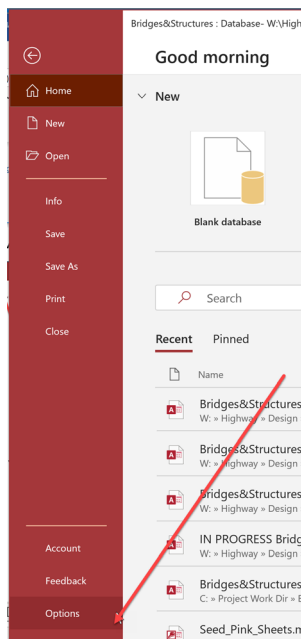 Bridges&Structures : Database- W:\High
Good morning
Home
New
Open
Info
Save
Save As
Print
Close
Account
Feedback
Options
New
Blank database
Search
Recent Pinned
Name
Bridges&Structures
W: » Highway » Design
Bridges&Structures
W: » Highway » Design
Bridges&Structures
W: » Highway » Design
IN PROGRESS Bridg
W: » Highway » Design
Bridges&Structures
C: » Project Work Dir » B
Seed_Pink_Sheets.m